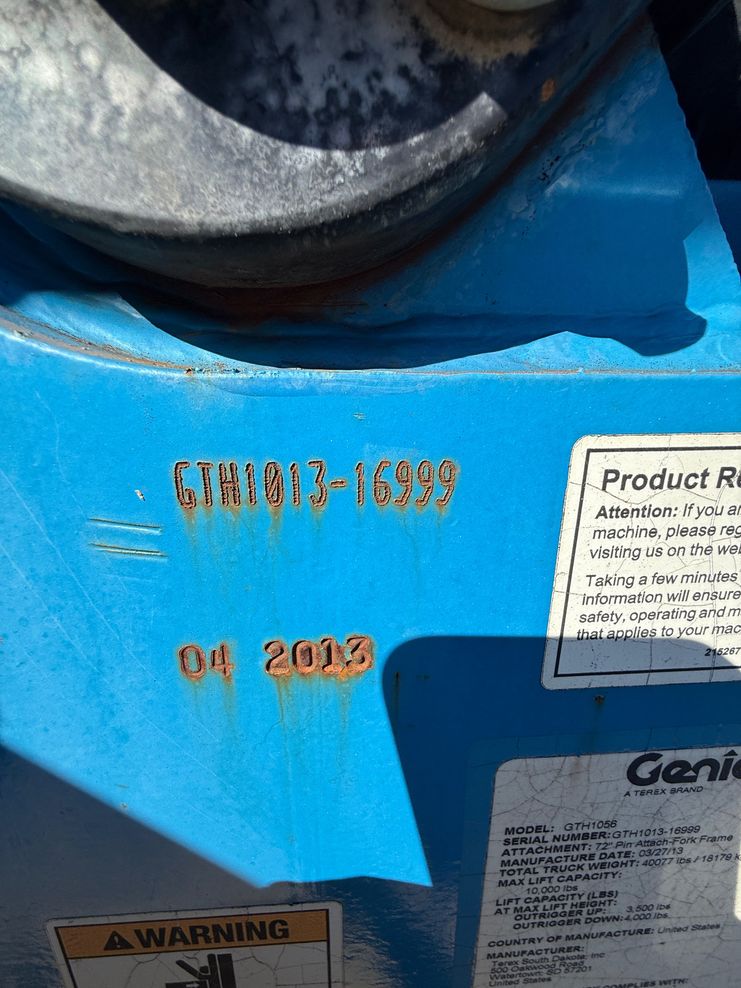 GTH1013-16999
04 2013
Product
Attention: If you
machine, please
visiting us on the
Taking a few minutes
information will ensure
safety, operating and
that applies to your
215267
Genie
A TEREX BRAND
MODEL: GTH1056
SERIAL NUMBER: GTH1013-16999
ATTACHMENT: 72" Pin Attach-Fork Frame
MANUFACTURE DATE: 03/27/13
TOTAL TRUCK WEIGHT: 40077 lbs / 18179
MAX LIFT CAPACITY:
10,000 lbs
LIFT CAPACITY (LBS)
AT MAX LIFT HEIGHT:
OUTRIGGER UP: 3,500 lbs
OUTRIGGER DOWN: 4,000 lbs
COUNTRY OF MANUFACTURE: United States
MANUFACTURER:
Terex South Dakota, Inc
500 Oakwood Road
Watertown, SD 57201
United States
COMPLIES WITH:
WARNING